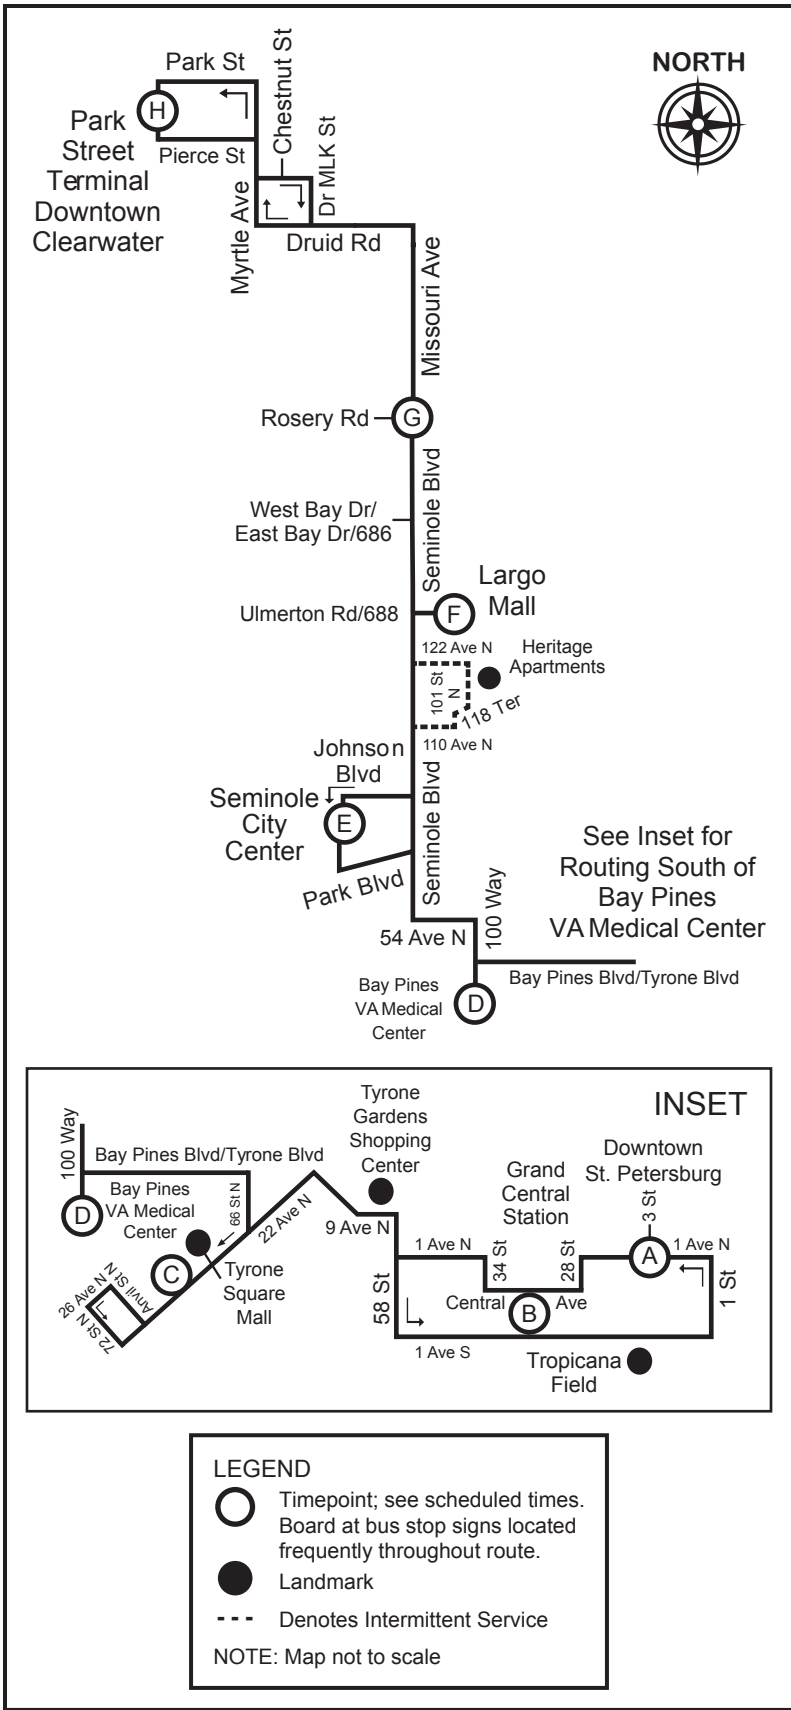 Park St
Chestnut St
NORTH
H
Park
Street
Terminal
Downtown
Clearwater
Pierce St
Dr MLK St
Myrtle Ave
Druid Rd
Missouri Ave
Rosery Rd
G
West Bay Dr/
East Bay Dr/686
Seminole Blvd
Largo
Mall
Ulmerton Rd/688
F
122 Ave N
Heritage
Apartments
101 St
N
118 Ter
110 Ave N
Johnson
Blvd
Seminole
City
Center
E
Seminole Blvd
Park Blvd
See Inset for
Routing South of
Bay Pines
VA Medical Center
100 Way
54 Ave N
Bay Pines Blvd/Tyrone Blvd
Bay Pines
VA Medical
Center
D
INSET
Tyrone
Gardens
Shopping
Center
100 Way
Bay Pines Blvd/Tyrone Blvd
D
Bay Pines
VA Medical
Center
66 St N
22 Ave N
9 Ave N
Grand
Central
Station
Downtown
St. Petersburg
3 St
1 Ave N
34 St
28 St
A
1 Ave N
C
Tyrone
Square
Mall
Anvil St N
26 Ave N
72 St N
58 St
Central
B
Ave
1 St
1 Ave S
Tropicana
Field
LEGEND
Timepoint; see scheduled times.
Board at bus stop signs located
frequently throughout route.
Landmark
Denotes Intermittent Service
NOTE: Map not to scale